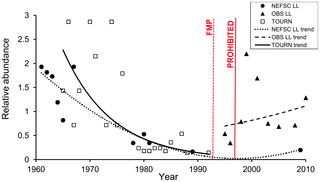 NEFSC LL
OBS LL
TOURN
NEFSC LL trend
OBS LL trend
TOURN trend
FMP
PROHIBITED
Relative abundance
3
2.5
2
1.5
1
0.5
0
1960
1970
1980
1990
2000
2010
Year